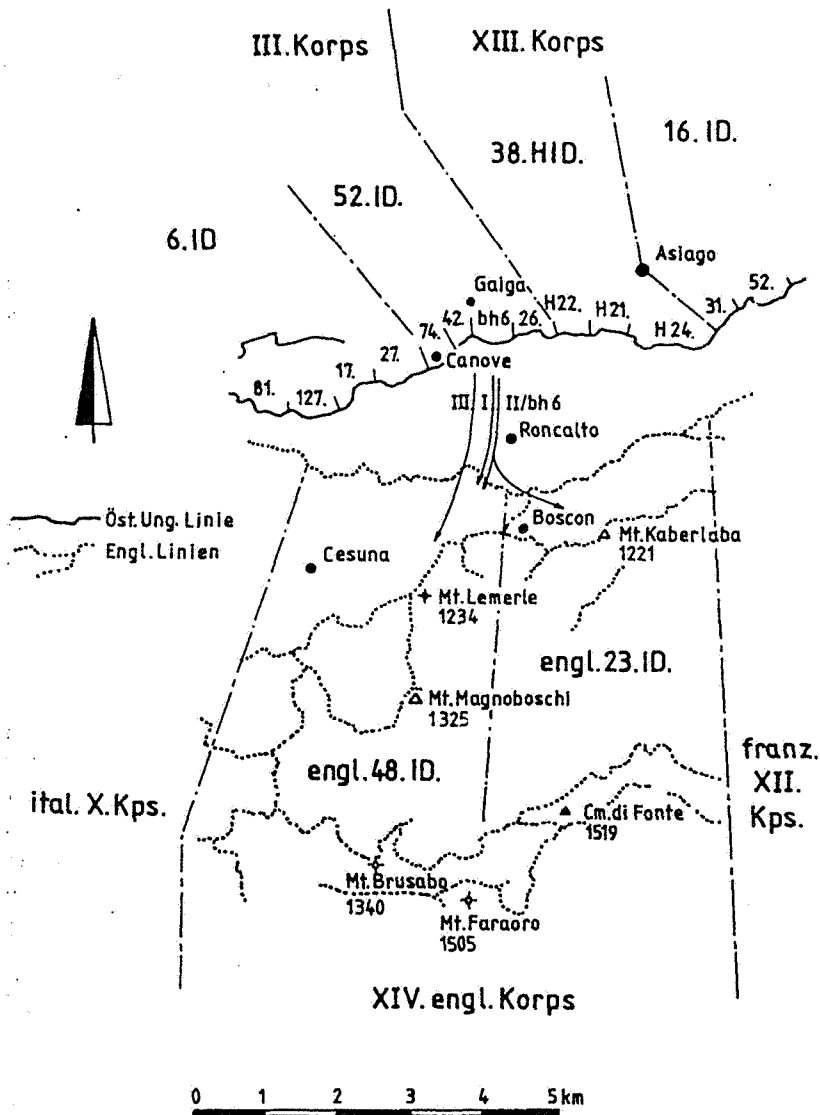 III.Korps
XIII.Korps
16.ID.
38.HID.
52.ID.
6.ID
Asiago
Gaiga
52.
31.
H22.
H21.
H24.
42.
bh6
26.
74.
Canove
27.
17.
127.
81.
III
I
II/bh6
Roncalto
Öst.Ung. Linie
Engl.Linien
Boscon
Mt.Kaberlaba
1221
Cesuna
Mt.Lemerle
1234
engl.23.ID.
Mt.Magnoboschi
1325
engl.48.ID.
franz.
XII.
Kps.
ital. X.Kps.
Cm.di Fonte
1519
Mt.Brusabo
1340
Mt.Faraoro
1505
XIV. engl. Korps
0 1 2 3 4 5km